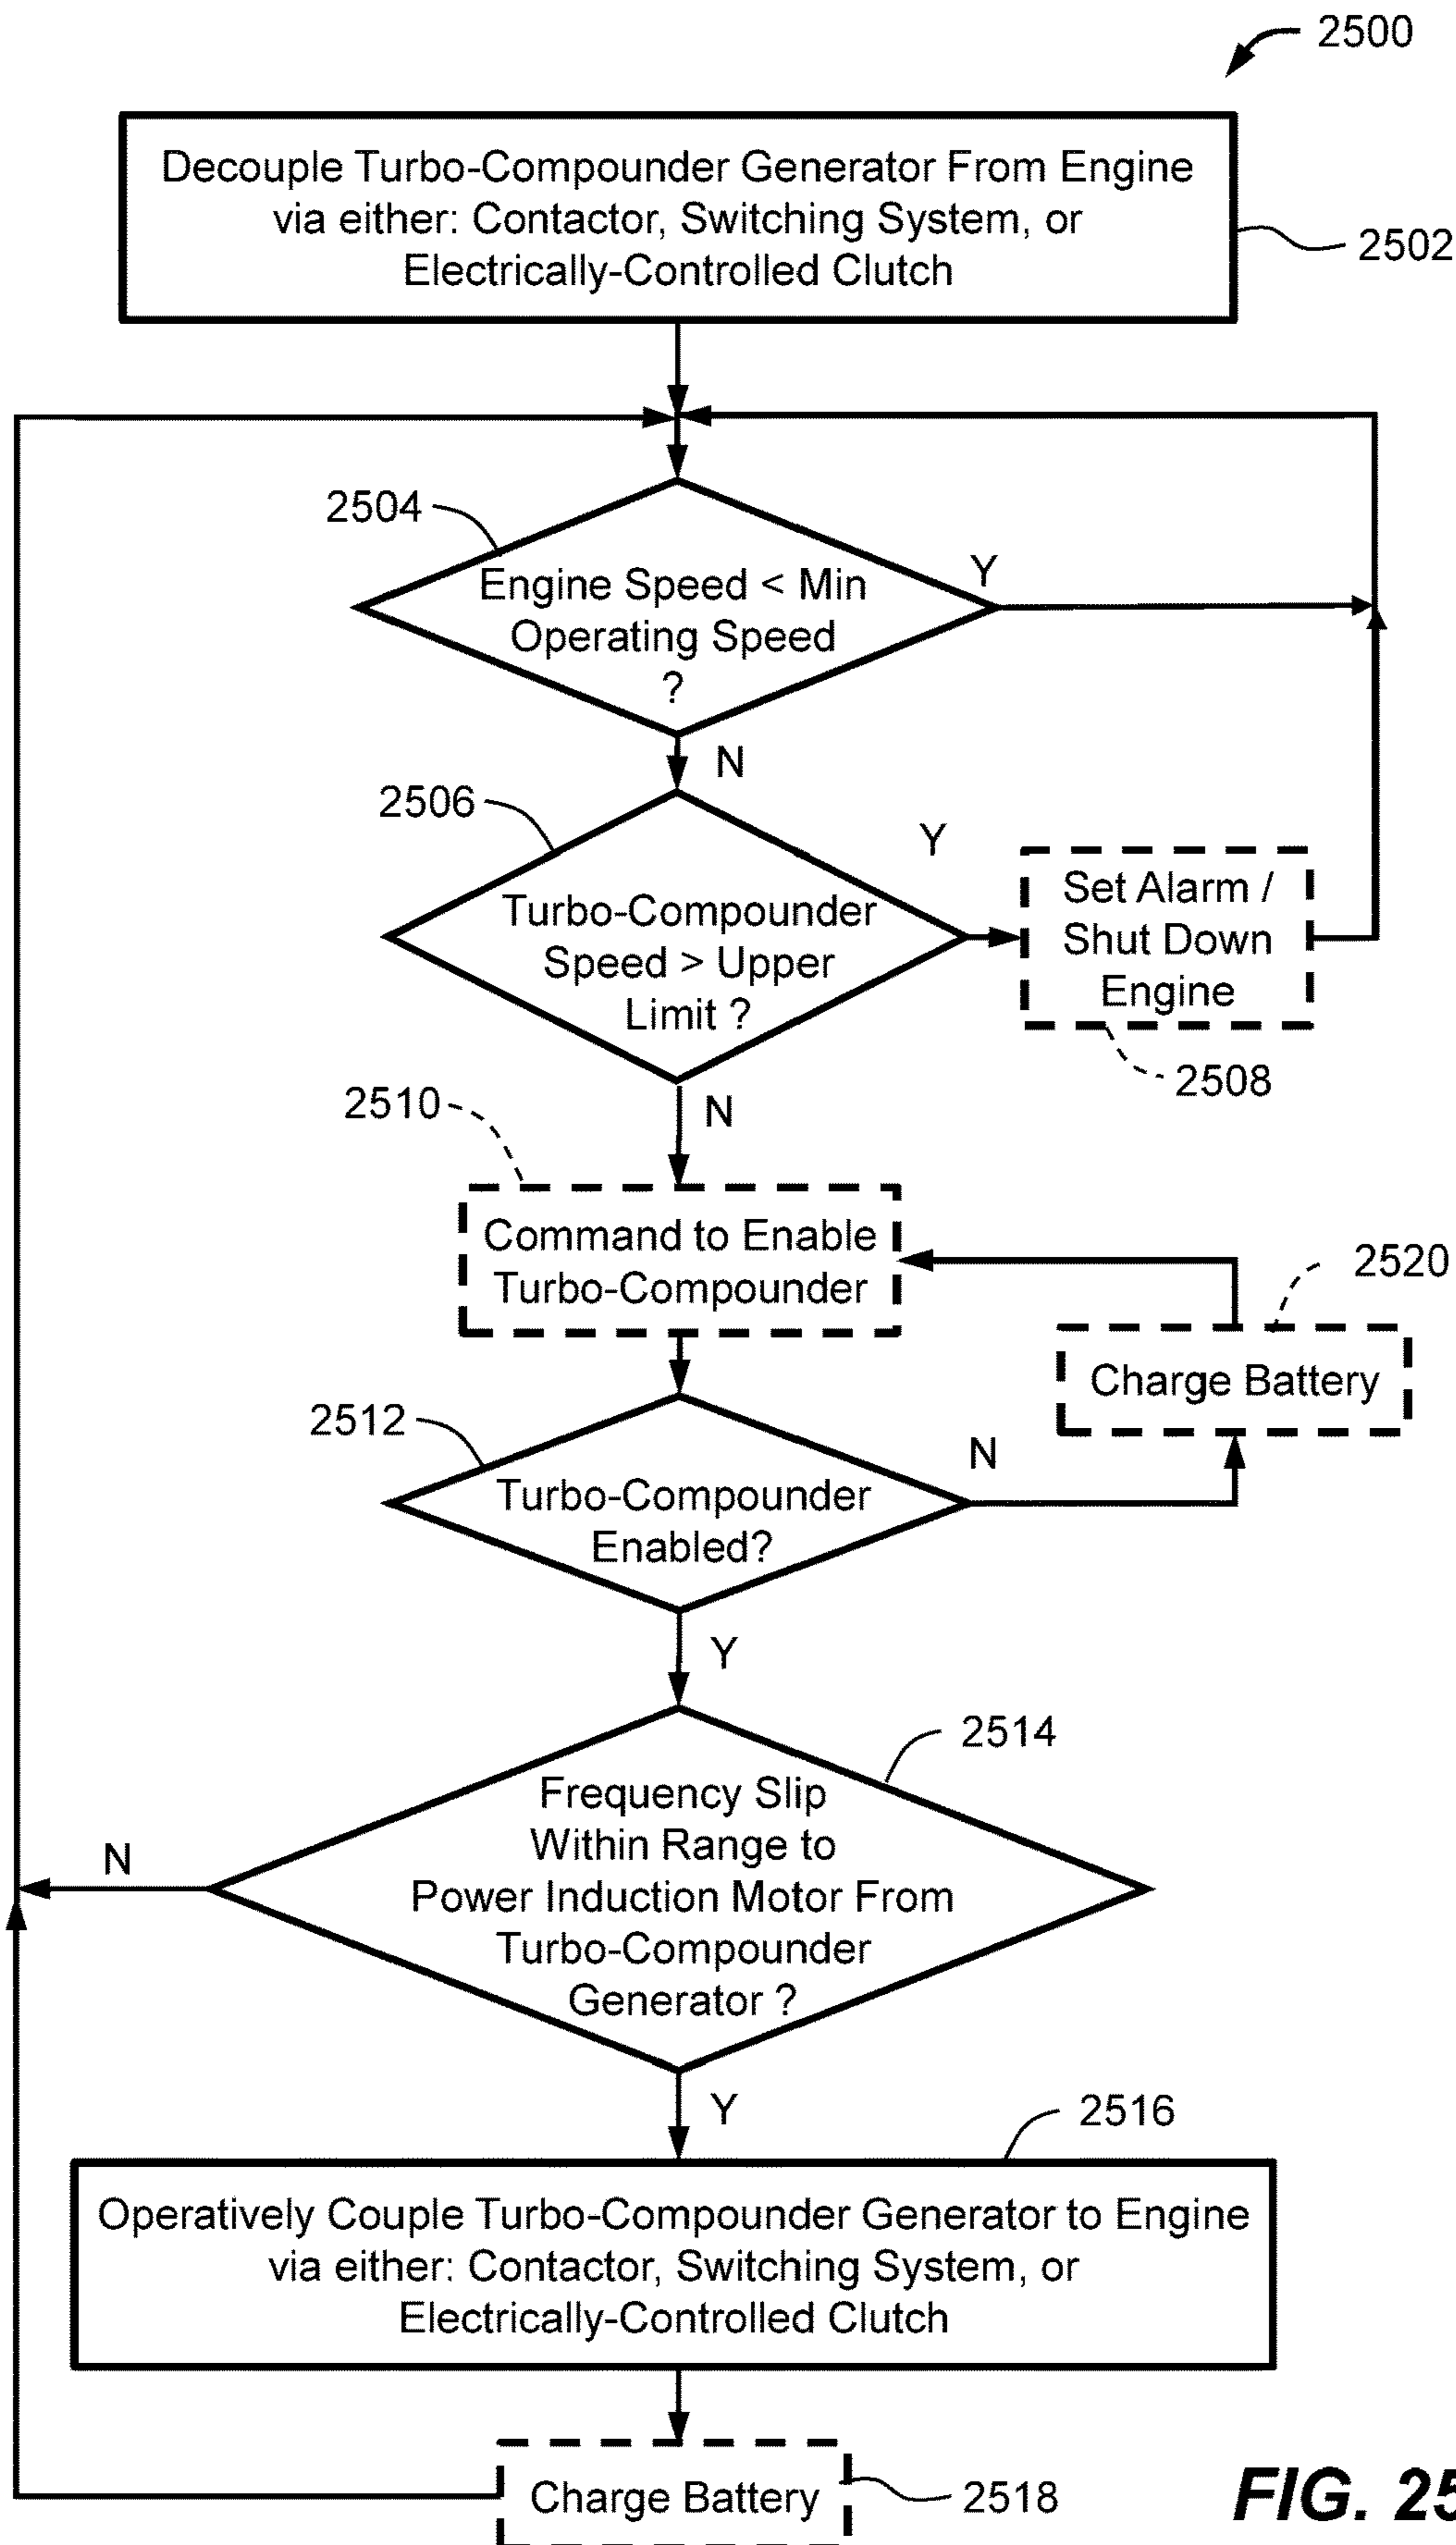 2500
Decouple Turbo-Compounder Generator From Engine
via either: Contactor, Switching System, or
Electrically-Controlled Clutch
2502
2504
Engine Speed < Min
Operating Speed
?
Y
N
2506
Turbo-Compounder
Speed > Upper
Limit ?
Y
Set Alarm /
Shut Down
Engine
2508
N
2510
Command to Enable
Turbo-Compounder
2520
Charge Battery
2512
Turbo-Compounder
Enabled?
N
Y
2514
Frequency Slip
Within Range to
Power Induction Motor From
Turbo-Compounder
Generator ?
N
Y
2516
Operatively Couple Turbo-Compounder Generator to Engine
via either: Contactor, Switching System, or
Electrically-Controlled Clutch
Charge Battery
2518
FIG. 25